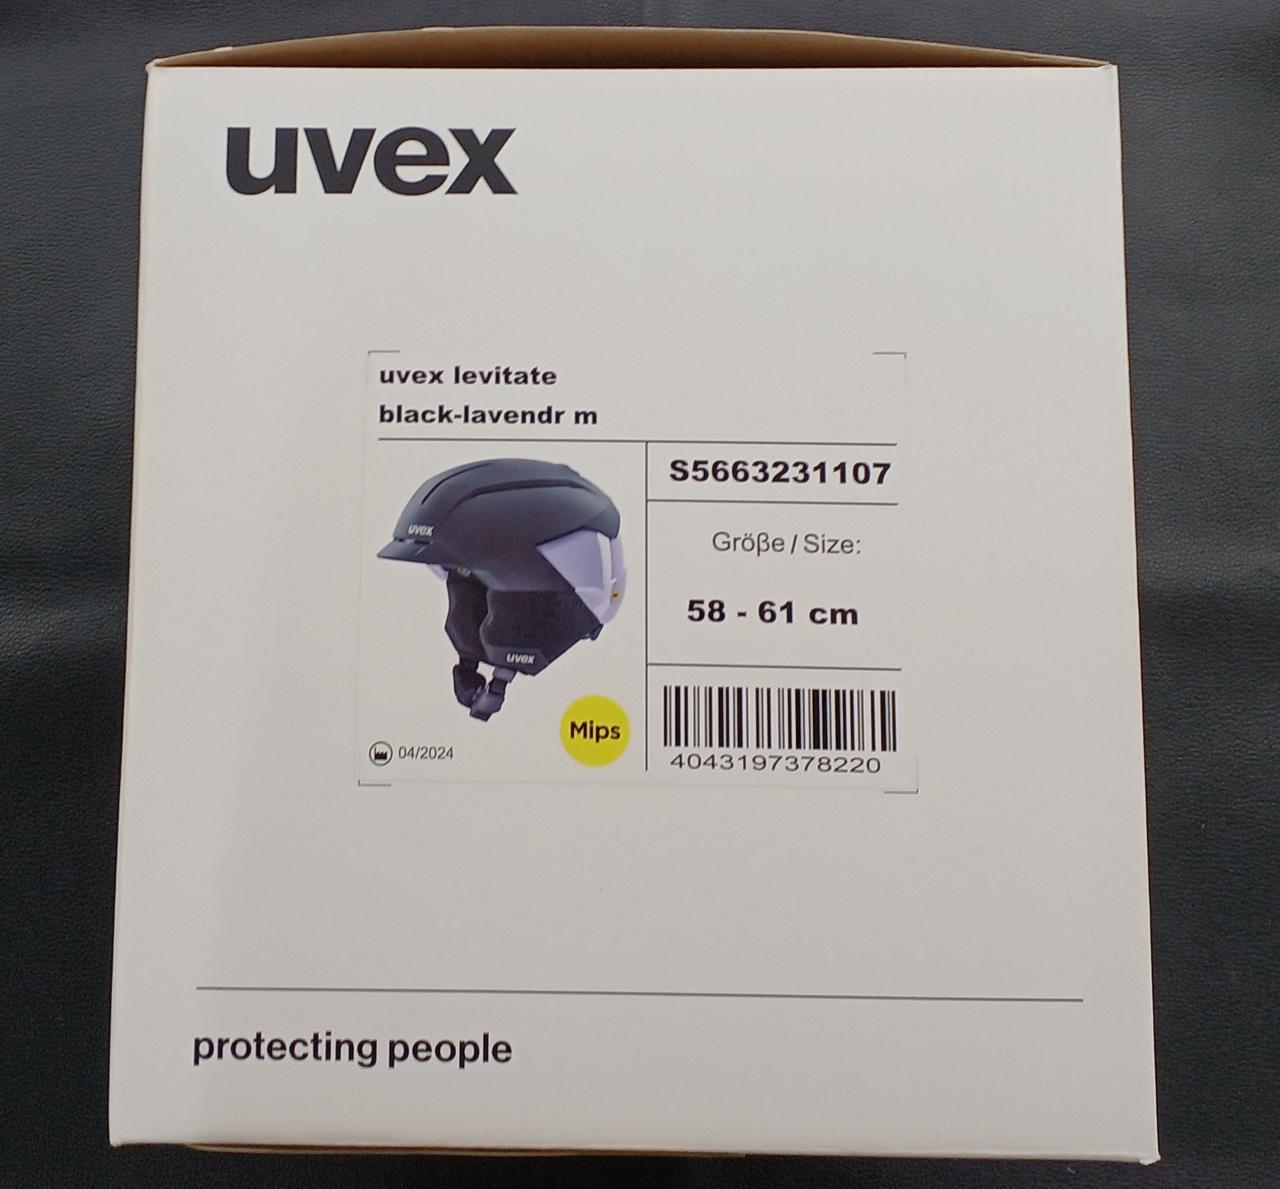 uvex
uvex levitate
black-lavendr m
S5663231107
Größe / Size:
58 - 61 cm
uvex
uvex
Mips
04/2024
4043197378220
protecting people